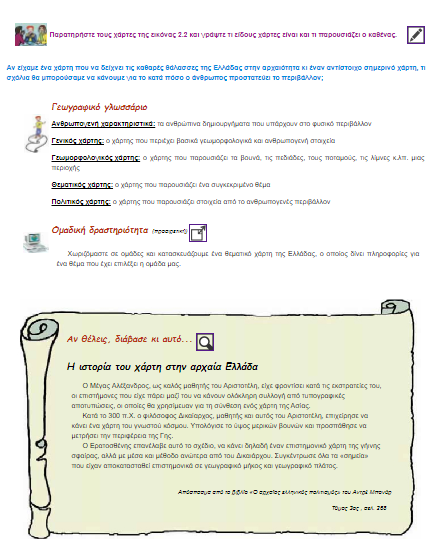 Παρατηρήστε τους χάρτες της εικόνας 2.2 και γράψτε τι είδους χάρτες είναι και τι παρουσιάζει ο καθένας.
Αν είχαμε ένα χάρτη που να δείχνει τις καθαρές θάλασσες της Ελλάδας στην αρχαιότητα κι έναν αντίστοιχο σημερινό χάρτη, τι
σχόλια θα μπορούσαμε να κάνουμε για το κατά πόσο ο άνθρωπος προστατεύει το περιβάλλον;
Γεωγραφικό γλωσσάριο
Ανθρωπογενή χαρακτηριστικά: τα ανθρώπινα δημιουργήματα που υπάρχουν στο φυσικό περιβάλλον
Γενικός χάρτης: ο χάρτης που περιέχει βασικά γεωμορφολογικά και ανθρωπογενή στοιχεία
Γεωμορφολογικός χάρτης: ο χάρτης που παρουσιάζει τα βουνά, τις πεδιάδες, τους ποταμούς, τις λίμνες κ.λπ. μιας
περιοχής
Θεματικός χάρτης: ο χάρτης που παρουσιάζει ένα συγκεκριμένο θέμα
Πολιτικός χάρτης: ο χάρτης που παρουσιάζει στοιχεία από το ανθρωπογενές περιβάλλον
Ομαδική δραστηριότητα (προαιρετική)
Χωριζόμαστε σε ομάδες και κατασκευάζουμε ένα θεματικό χάρτη της Ελλάδας, ο οποίος δίνει πληροφορίες για
ένα θέμα που έχει επιλέξει η ομάδα μας.
Αν θέλεις, διάβασε κι αυτό...
Η ιστορία του χάρτη στην αρχαία Ελλάδα
Ο Μέγας Αλέξανδρος, ως καλός μαθητής του Αριστοτέλη, είχε φροντίσει κατά τις εκστρατείες του,
οι επιστήμονες που είχε πάρει μαζί του να κάνουν ολόκληρη συλλογή από τυπογραφικές
αποτυπώσεις, οι οποίες θα χρησίμευαν για τη σύνθεση ενός χάρτη της Ασίας.
Κατά το 300 π.Χ. ο φιλόσοφος Δικαίαρχος, μαθητής και αυτός του Αριστοτέλη, επιχείρησε να
κάνει ένα χάρτη του γνωστού κόσμου. Υπολόγισε το ύψος μερικών βουνών και προσπάθησε να
μετρήσει την περιφέρεια της Γης.
Ο Ερατοσθένης επανέλαβε αυτό το σχέδιο, να κάνει δηλαδή έναν επιστημονικό χάρτη της γήινης
σφαίρας, αλλά με μέσα και μέθοδο ανώτερα από του Δικαίαρχου. Συγκέντρωσε όλα τα «σημεία»
που είχαν αποκατασταθεί επιστημονικά σε γεωγραφικό μήκος και γεωγραφικό πλάτος.
Απόσπασμα από το βιβλίο «Ο αρχαίος ελληνικός πολιτισμός» του Αντρέ Μπονάρ
Τόμος 3ος, σελ. 268